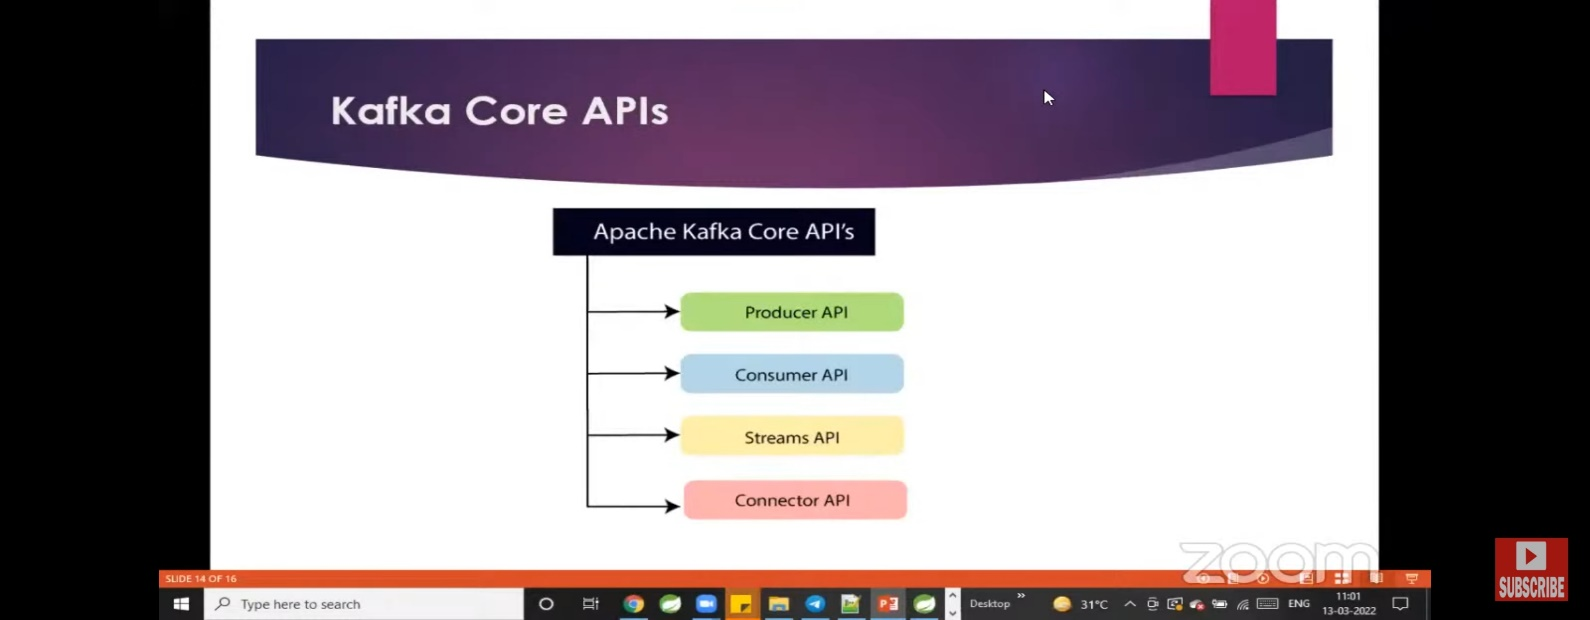 Kafka Core APIs
Apache Kafka Core API's
Producer API
Consumer API
Streams API
Connector API
zoom
SLIDE 14 OF 16
SUBSCRIBE
Type here to search
Desktop
31°C
ENG
11:01
13-03-2022